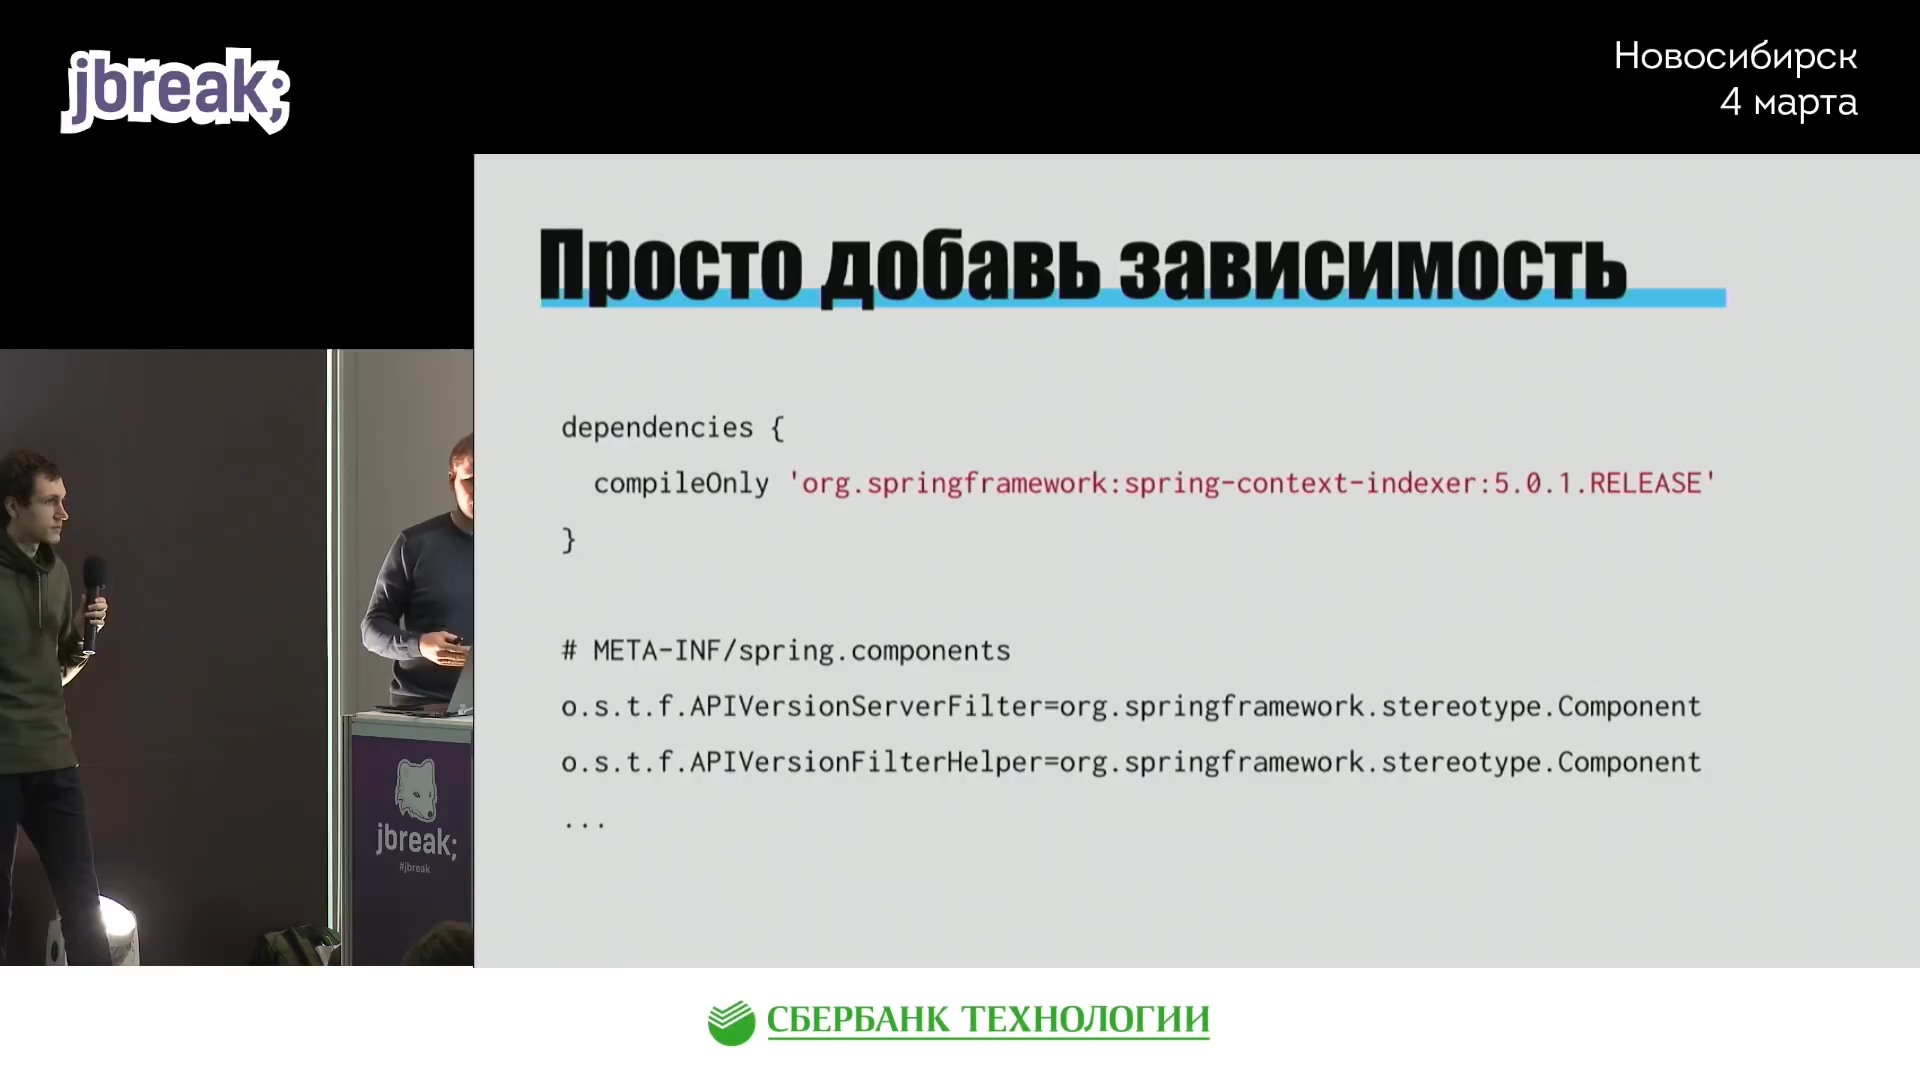 jbreak;
Новосибирск
4 марта
Просто добавь зависимость
dependencies {
compileOnly 'org.springframework:spring-context-indexer:5.0.1.RELEASE'
}
# META-INF/spring.components
o.s.t.f.APIVersionServerFilter=org.springframework.stereotype.Component
o.s.t.f.APIVersionFilterHelper=org.springframework.stereotype.Component
...
jbreak;
#jbreak
СБЕРБАНК ТЕХНОЛОГИИ